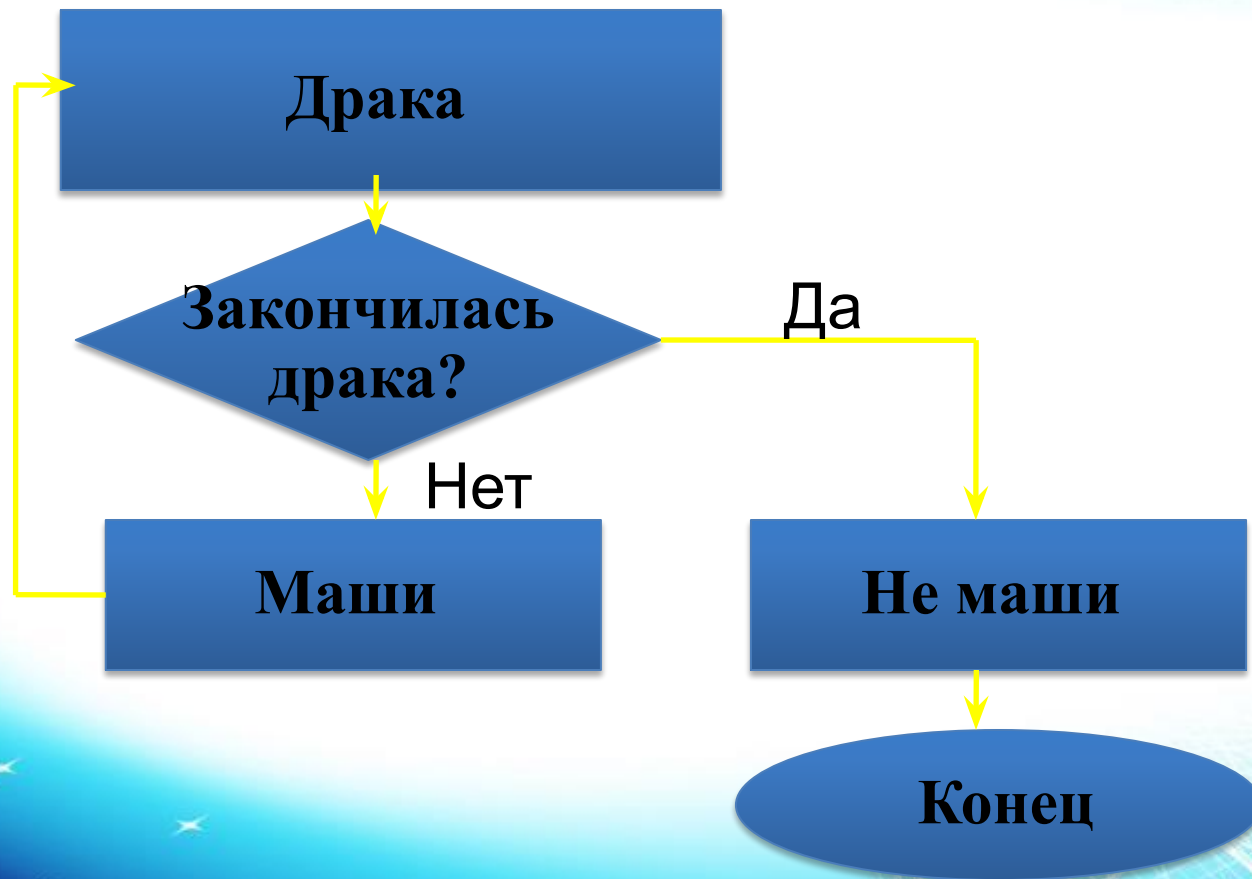 Драка
Закончилась
драка?
Да
Нет
Маши
Не маши
Конец